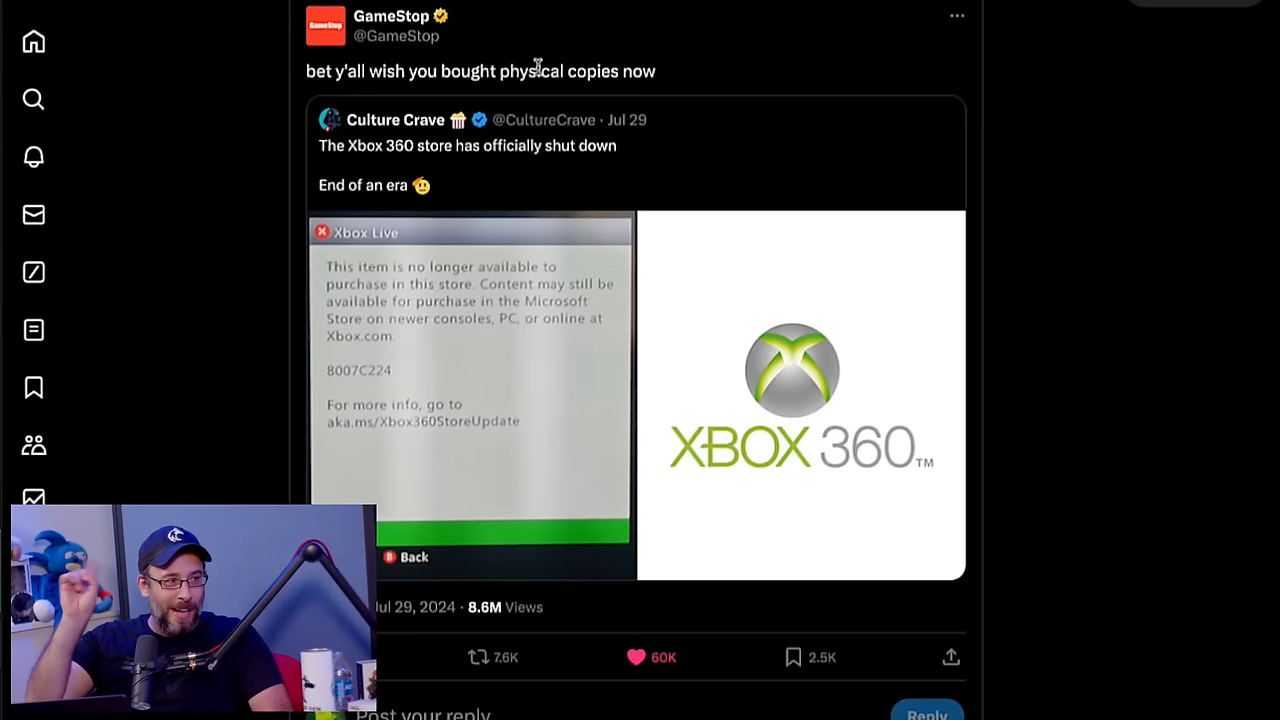 GameStop
@GameStop
bet y'all wish you bought physical copies now
Culture Crave 🍿 @CultureCrave · Jul 29
The Xbox 360 store has officially shut down
End of an era 🫡
Xbox Live
This item is no longer available to
purchase in this store. Content may still be
available for purchase in the Microsoft
Store on newer consoles, PC, or online at
Xbox.com.
8007C224
For more info, go to
aka.ms/Xbox360StoreUpdate
B Back
XBOX 360™
Jul 29, 2024 · 8.6M Views
7.6K 60K 2.5K
Post your reply
Reply